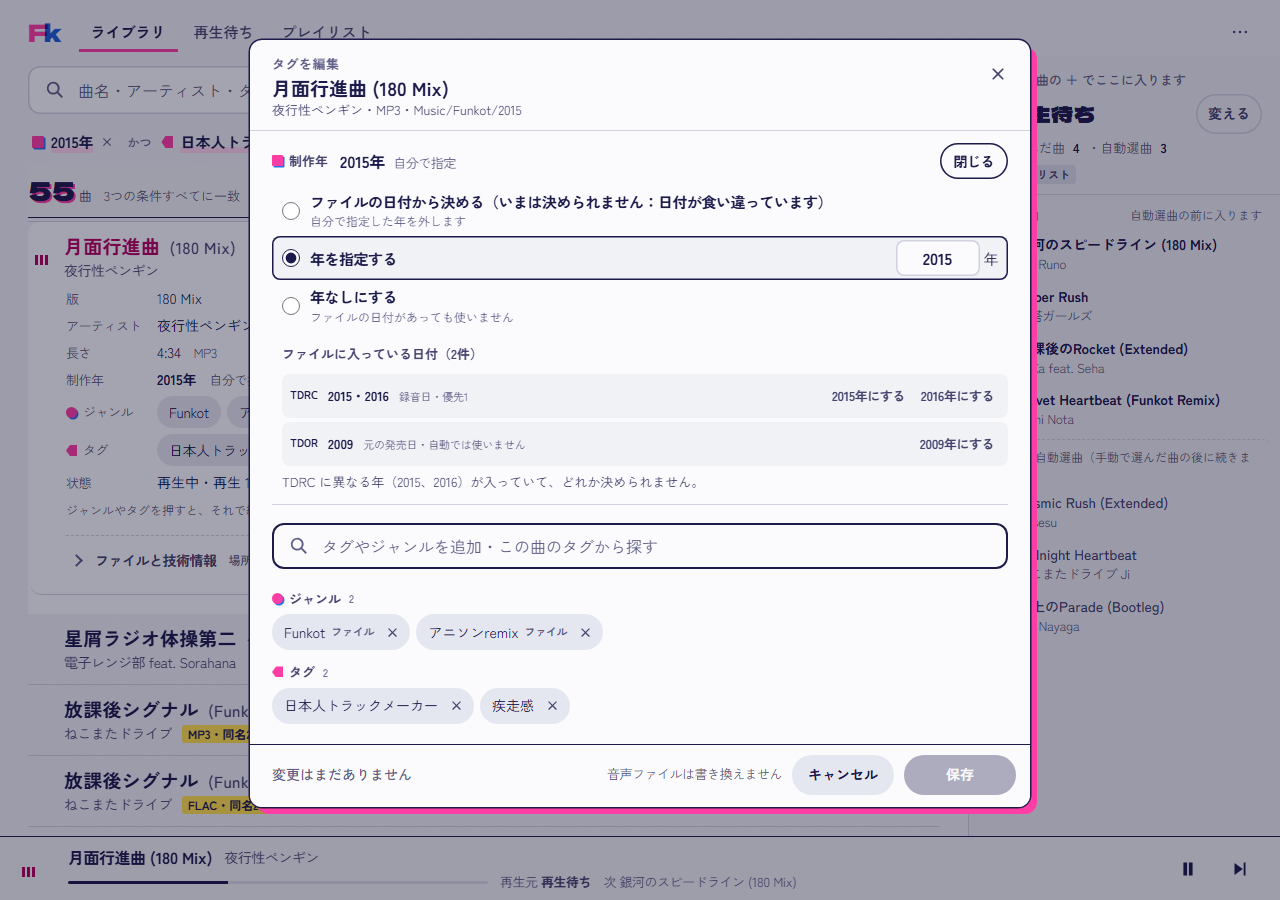 Fk ライブラリ 再生待ち プレイリスト
曲名・アーティスト・タ
2015年 × かつ 日本人トラ
55曲 3つの条件すべてに一致
月面行進曲 (180 Mix)
夜行性ペンギン
版 180 Mix
アーティスト 夜行性ペンギン
長さ 4:34 MP3
制作年 2015年 自分で
ジャンル Funkot
タグ 日本人トラッ
状態 再生中・再生
ジャンルやタグを押すと、それで
ファイルと技術情報 場所
星屑ラジオ体操第二
電子レンジ部 feat. Sorahana
放課後シグナル (Funk
ねこまたドライブ MP3・同名
放課後シグナル (Funk
ねこまたドライブ FLAC・同名
タグを編集
月面行進曲 (180 Mix)
夜行性ペンギン・MP3・Music/Funkot/2015
制作年 2015年 自分で指定 閉じる
ファイルの日付から決める（いまは決められません：日付が食い違っています）
自分で指定した年を外します
年を指定する 2015 年
年なしにする
ファイルの日付があっても使いません
ファイルに入っている日付（2件）
TDRC 2015・2016 録音日・優先1 2015年にする 2016年にする
TDOR 2009 元の発売日・自動では使いません 2009年にする
TDRC に異なる年（2015、2016）が入っていて、どれか決められません。
タグやジャンルを追加・この曲のタグから探す
ジャンル 2
Funkot ファイル × アニソンremix ファイル ×
タグ 2
日本人トラックメーカー × 疾走感 ×
変更はまだありません 音声ファイルは書き換えません キャンセル 保存
曲の ＋ でここに入ります
生待ち 変える
だ曲 4 ・自動選曲 3
リスト
自動選曲の前に入ります
河のスピードライン (180 Mix)
Runo
per Rush
ガールズ
課後のRocket (Extended)
a feat. Seha
vet Heartbeat (Funkot Remix)
ni Nota
自動選曲（手動で選んだ曲の後に続きま
smic Rush (Extended)
esu
night Heartbeat
こまたドライブ Ji
上のParade (Bootleg)
Nayaga
月面行進曲 (180 Mix) 夜行性ペンギン
再生元 再生待ち 次 銀河のスピードライン (180 Mix)